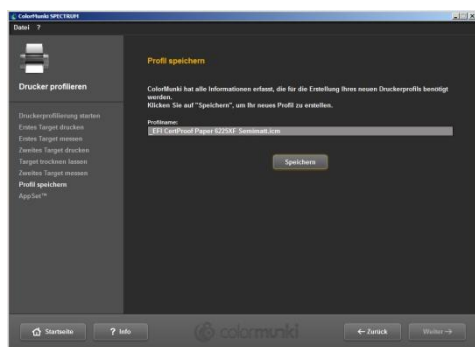 ColorMunki SPECTRUM
Datei ?
Drucker profilieren
Druckerprofilierung starten
Erstes Target drucken
Erstes Target messen
Zweites Target drucken
Target trocknen lassen
Zweites Target messen
Profil speichern
AppSet™
Profil speichern
ColorMunki hat alle Informationen erfasst, die für die Erstellung Ihres neuen Druckerprofils benötigt
werden.
Klicken Sie auf "Speichern", um Ihr neues Profil zu erstellen.
Profilname:
_EFI CertProof Paper 6225XF Semimatt.icm
Speichern
Startseite
? Info
colormunki
← Zurück
Weiter →